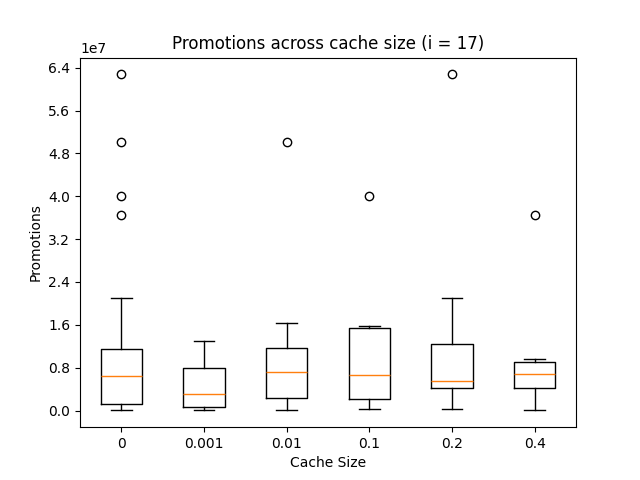 Promotions across cache size (i = 17)
1e7
6.4
5.6
4.8
4.0
3.2
2.4
1.6
0.8
0.0
Promotions
0 0.001 0.01 0.1 0.2 0.4
Cache Size